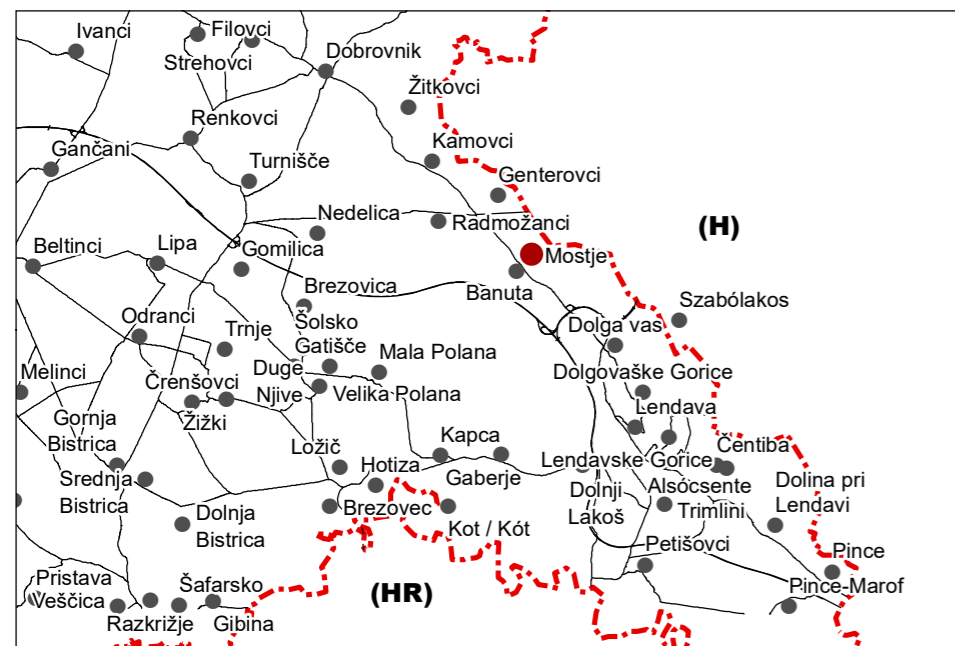 Ivanci
Filovci
Strehovci
Dobrovnik
Žitkovci
Renkovci
Kamovci
Gančani
Turnišče
Genterovci
Nedelica
Radmožanci
(H)
Beltinci
Lipa
Gomilica
Mostje
Banuta
Brezovica
Szabólakos
Odranci
Trnje
Šolsko
Gatišče
Dolga vas
Mala Polana
Duge
Njive
Dolgovaške Gorice
Melinci
Črenšovci
Velika Polana
Žižki
Lendava
Gornja
Bistrica
Ložič
Kapca
Čentiba
Hotiza
Lendavske Gorice
Srednja
Bistrica
Gaberje
Dolnji
Lakoš
Alsócsente
Dolina pri
Lendavi
Trimlini
Dolnja
Bistrica
Brezovec
Kot / Kót
Petišovci
Pince
Pristava
Veščica
Šafarsko
(HR)
Pince-Marof
Razkrižje
Gibina